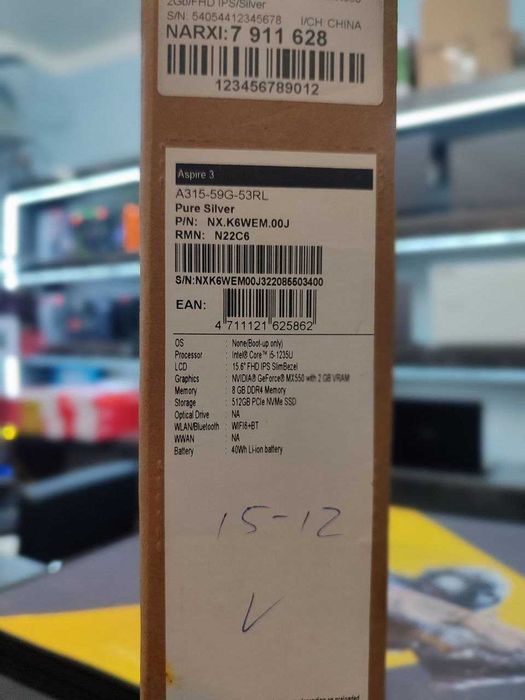 2Gb/FHD IPS/Silver
S/N: 54054412345678 I/CH: CHINA
NARXI:7 911 628
123456789012
Aspire 3
A315-59G-53RL
Pure Silver
P/N: NX.K6WEM.00J
RMN: N22C6
S/N:NXK6WEM00J322085503400
EAN:
4 711121 625862
OS : None(Boot-up only)
Processor : Intel® Core™ i5-1235U
LCD : 15.6" FHD IPS SlimBezel
Graphics : NVIDIA® GeForce® MX550 with 2 GB VRAM
Memory : 8 GB DDR4 Memory
Storage : 512GB PCIe NVMe SSD
Optical Drive : NA
WLAN/Bluetooth : WIFI6+BT
WWAN : NA
Battery : 40Wh Li-ion battery
15-12
V